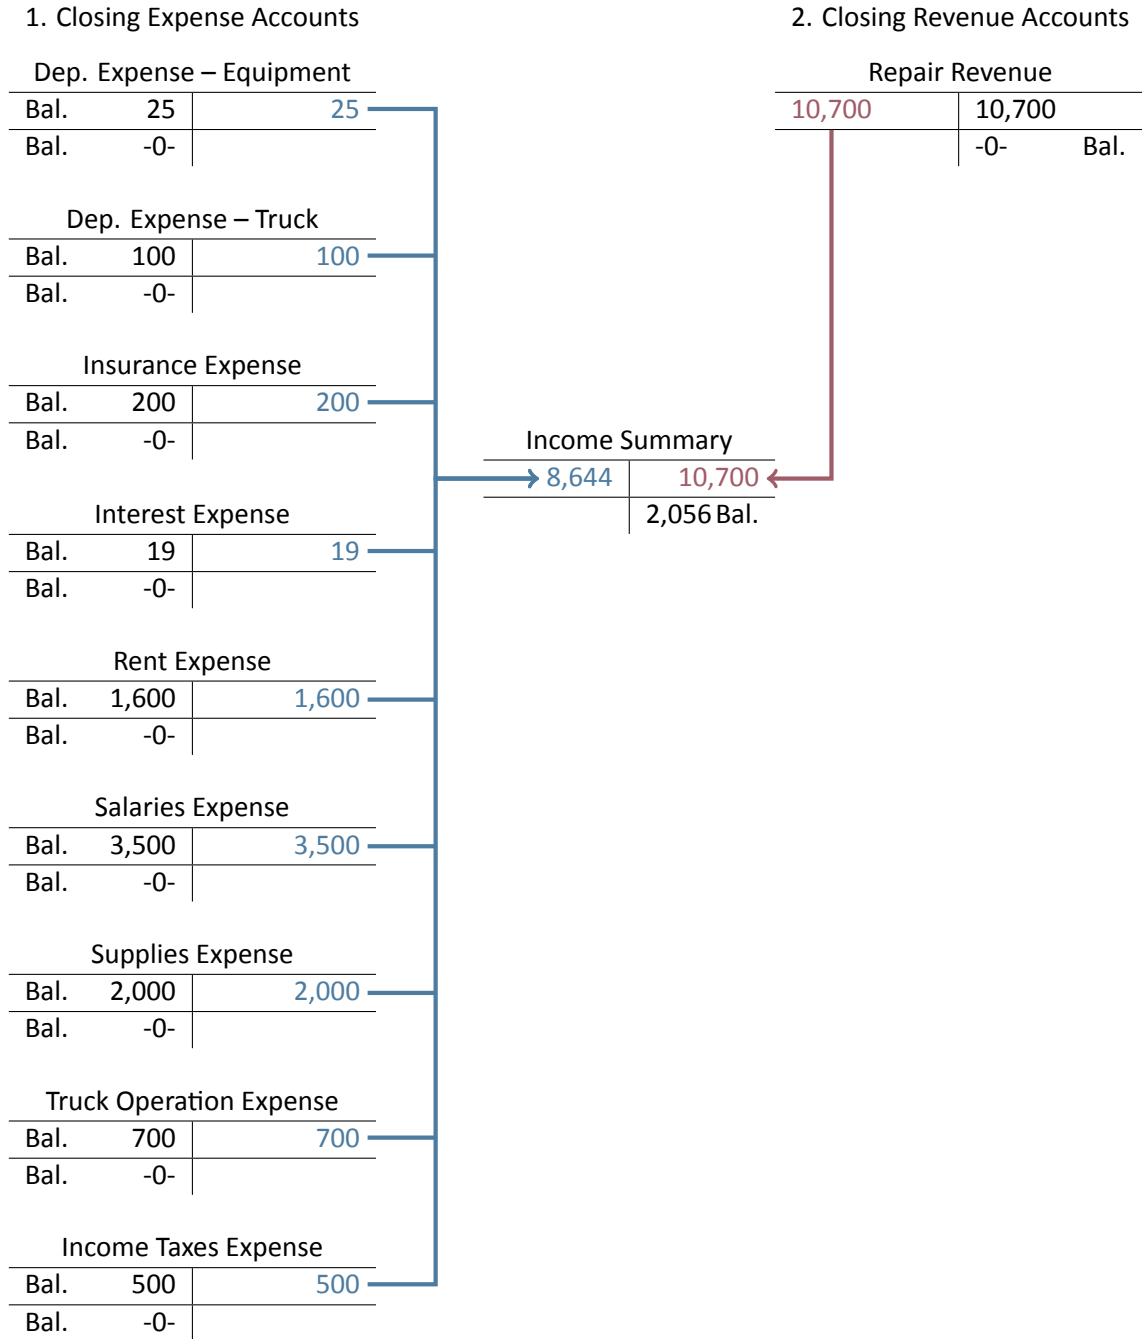 1. Closing Expense Accounts
2. Closing Revenue Accounts
Dep. Expense – Equipment
Bal. 25 25
Bal. -0-
Repair Revenue
10,700 10,700
-0- Bal.
Dep. Expense – Truck
Bal. 100 100
Bal. -0-
Insurance Expense
Bal. 200 200
Bal. -0-
Income Summary
8,644 10,700
2,056 Bal.
Interest Expense
Bal. 19 19
Bal. -0-
Rent Expense
Bal. 1,600 1,600
Bal. -0-
Salaries Expense
Bal. 3,500 3,500
Bal. -0-
Supplies Expense
Bal. 2,000 2,000
Bal. -0-
Truck Operation Expense
Bal. 700 700
Bal. -0-
Income Taxes Expense
Bal. 500 500
Bal. -0-